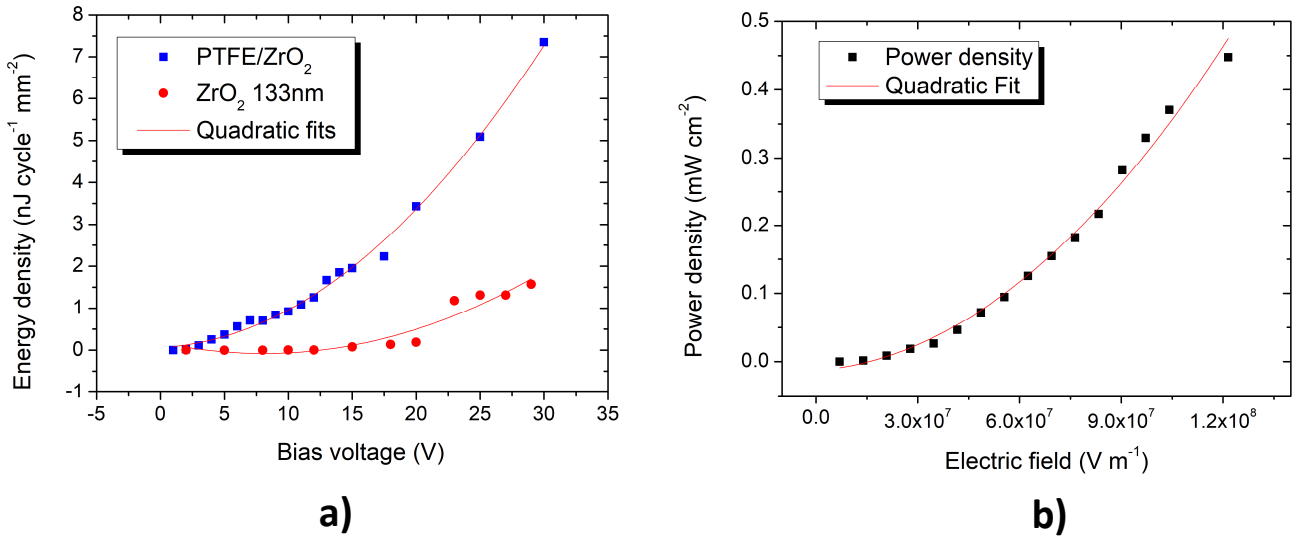 Energy density (nJ cycle⁻¹ mm⁻²)
8
7
6
5
4
3
2
1
0
-1
PTFE/ZrO₂
ZrO₂ 133nm
Quadratic fits
-5 0 5 10 15 20 25 30 35
Bias voltage (V)
a)
Power density (mW cm⁻²)
0.5
0.4
0.3
0.2
0.1
0.0
Power density
Quadratic Fit
0.0 3.0x10⁷ 6.0x10⁷ 9.0x10⁷ 1.2x10⁸
Electric field (V m⁻¹)
b)